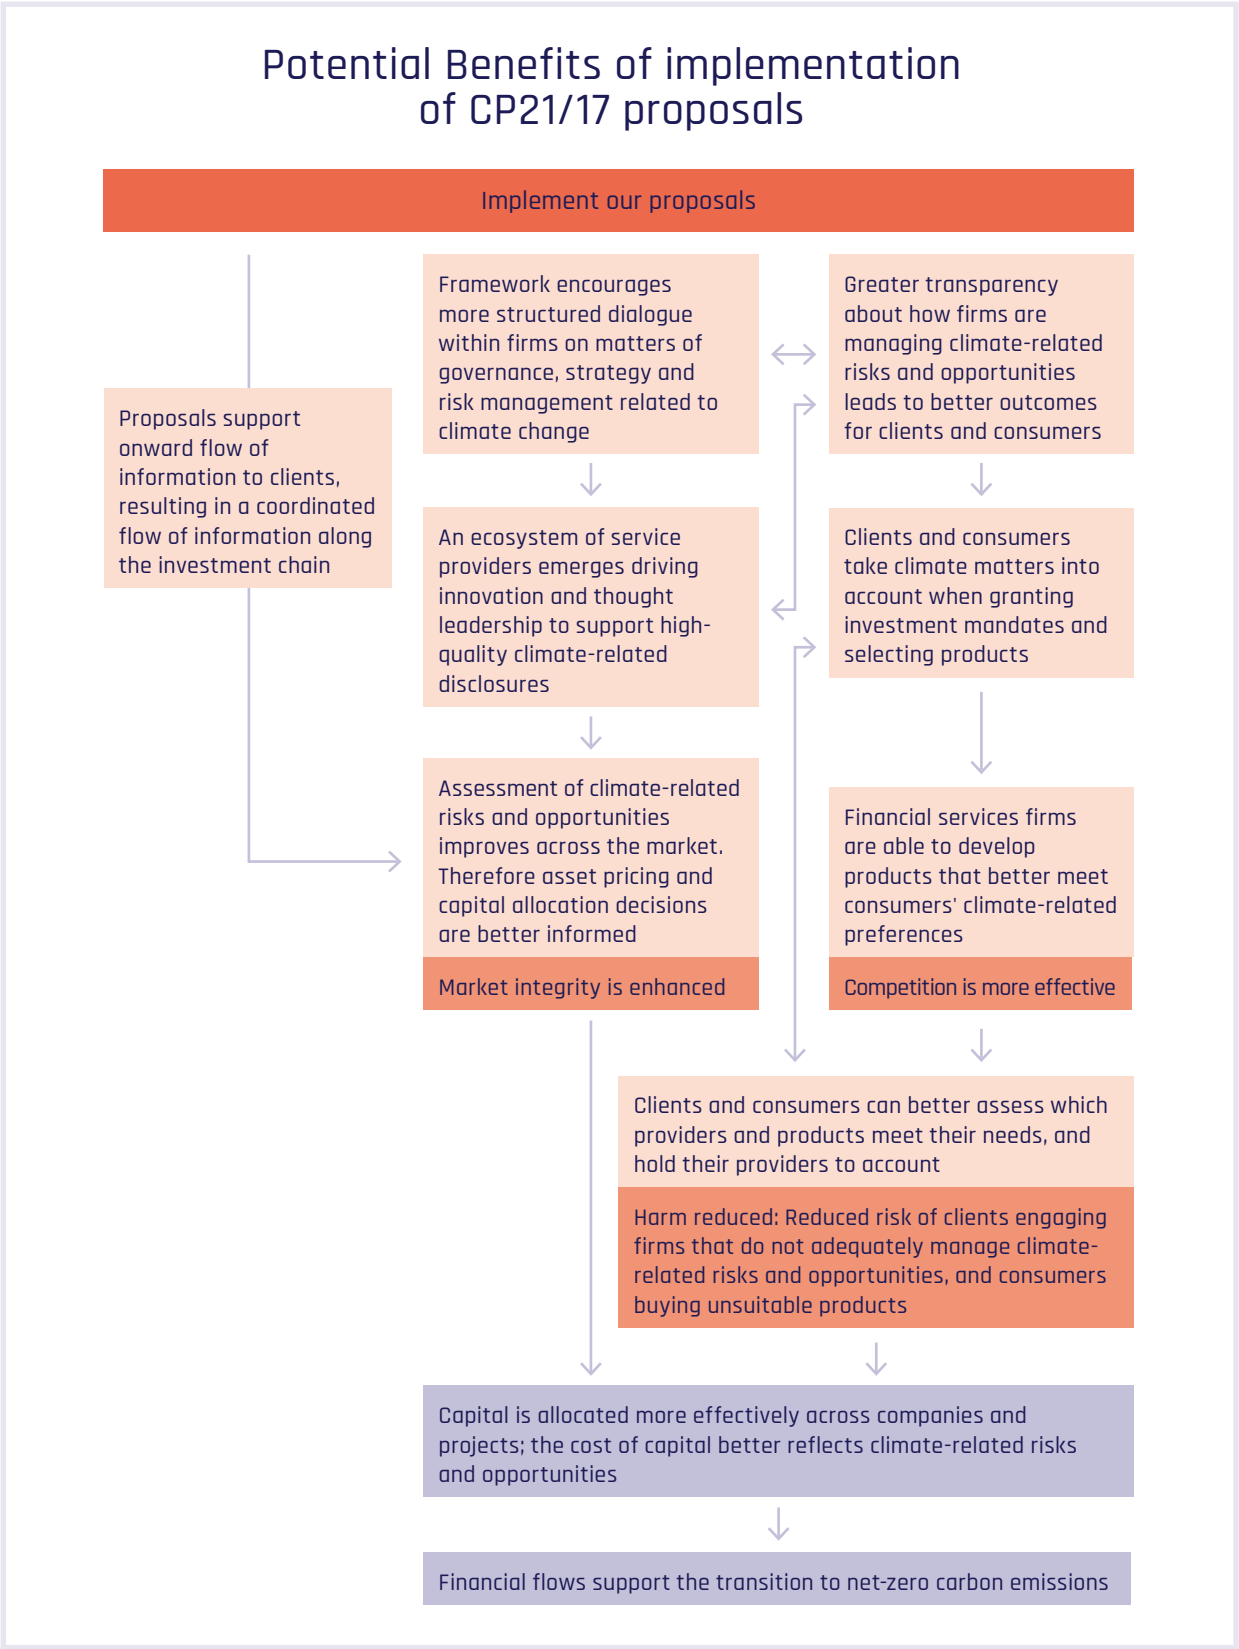 Potential Benefits of implementation
of CP21/17 proposals
Implement our proposals
Proposals support
onward flow of
information to clients,
resulting in a coordinated
flow of information along
the investment chain
Framework encourages
more structured dialogue
within firms on matters of
governance, strategy and
risk management related to
climate change
Greater transparency
about how firms are
managing climate-related
risks and opportunities
leads to better outcomes
for clients and consumers
An ecosystem of service
providers emerges driving
innovation and thought
leadership to support high-
quality climate-related
disclosures
Clients and consumers
take climate matters into
account when granting
investment mandates and
selecting products
Assessment of climate-related
risks and opportunities
improves across the market.
Therefore asset pricing and
capital allocation decisions
are better informed
Market integrity is enhanced
Financial services firms
are able to develop
products that better meet
consumers' climate-related
preferences
Competition is more effective
Clients and consumers can better assess which
providers and products meet their needs, and
hold their providers to account
Harm reduced: Reduced risk of clients engaging
firms that do not adequately manage climate-
related risks and opportunities, and consumers
buying unsuitable products
Capital is allocated more effectively across companies and
projects; the cost of capital better reflects climate-related risks
and opportunities
Financial flows support the transition to net-zero carbon emissions